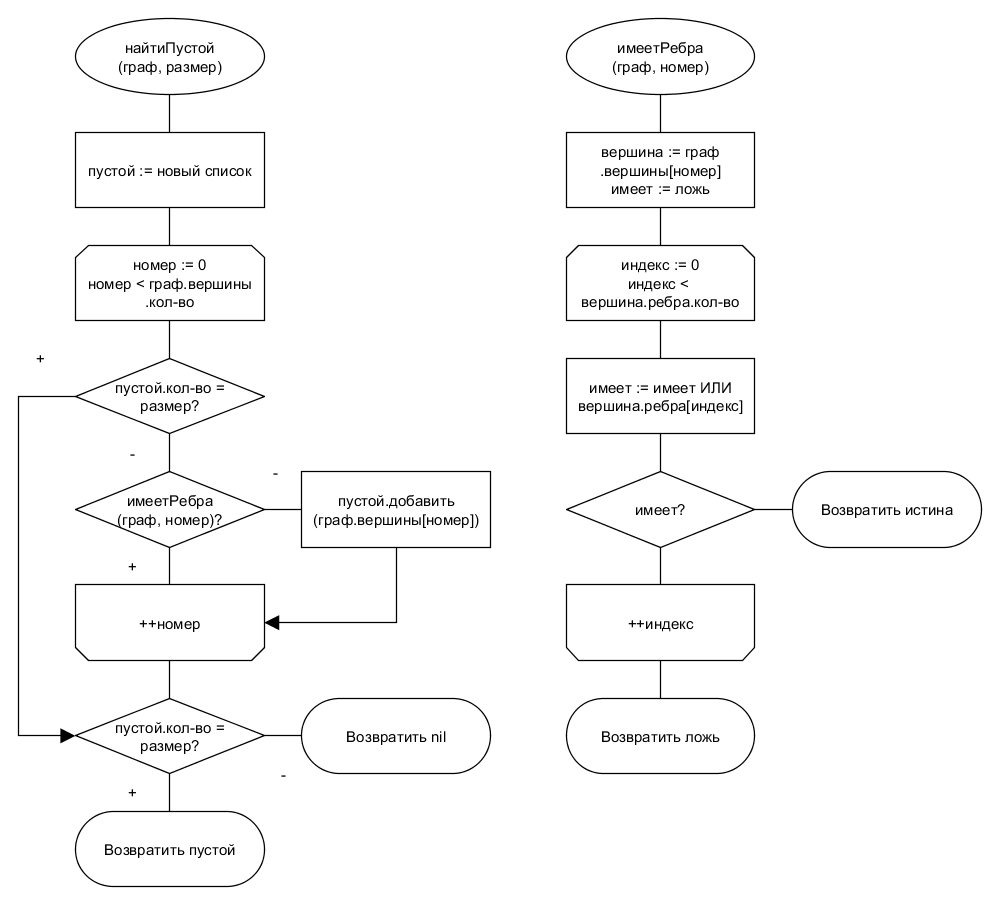 найтиПустой
(граф, размер)
пустой := новый список
номер := 0
номер < граф.вершины
.кол-во
+
пустой.кол-во =
размер?
-
-
имеетРебра
(граф, номер)?
пустой.добавить
(граф.вершины[номер])
+
++номер
пустой.кол-во =
размер?
Возвратить nil
-
+
Возвратить пустой
имеетРебра
(граф, номер)
вершина := граф
.вершины[номер]
имеет := ложь
индекс := 0
индекс <
вершина.ребра.кол-во
имеет := имеет ИЛИ
вершина.ребра[индекс]
имеет?
Возвратить истина
++индекс
Возвратить ложь